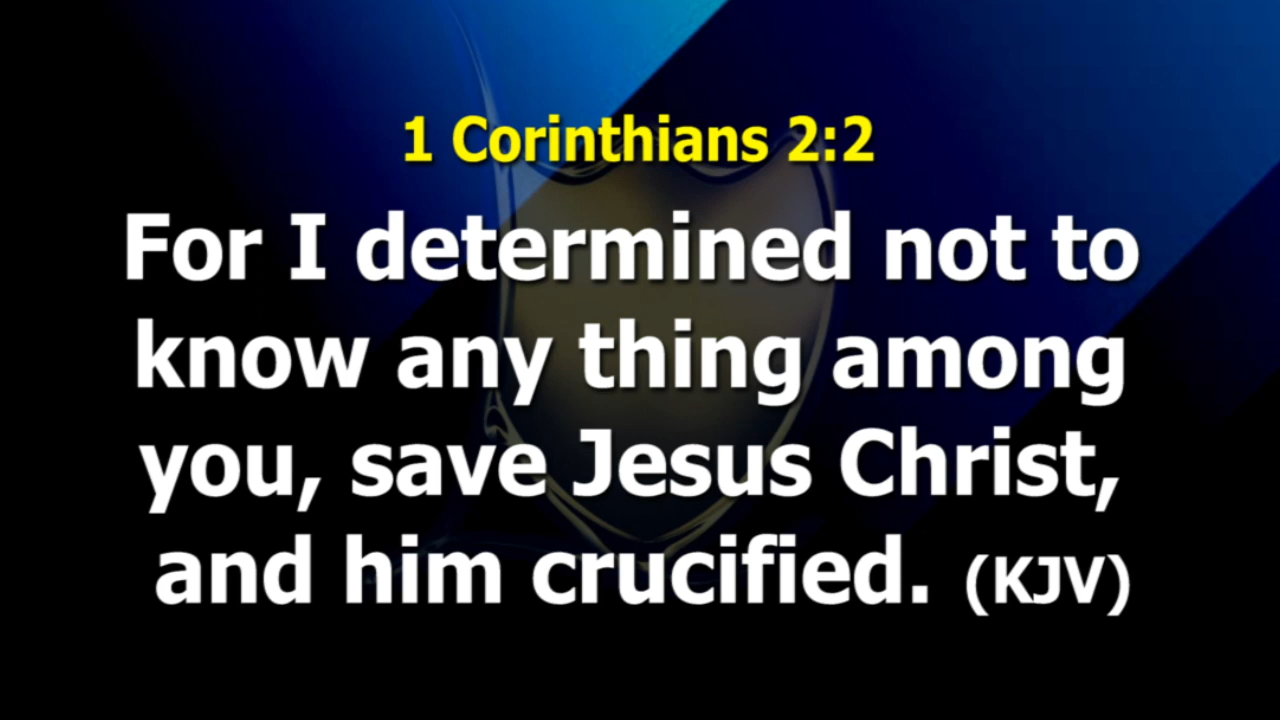 1 Corinthians 2:2
For I determined not to
know any thing among
you, save Jesus Christ,
and him crucified. (KJV)